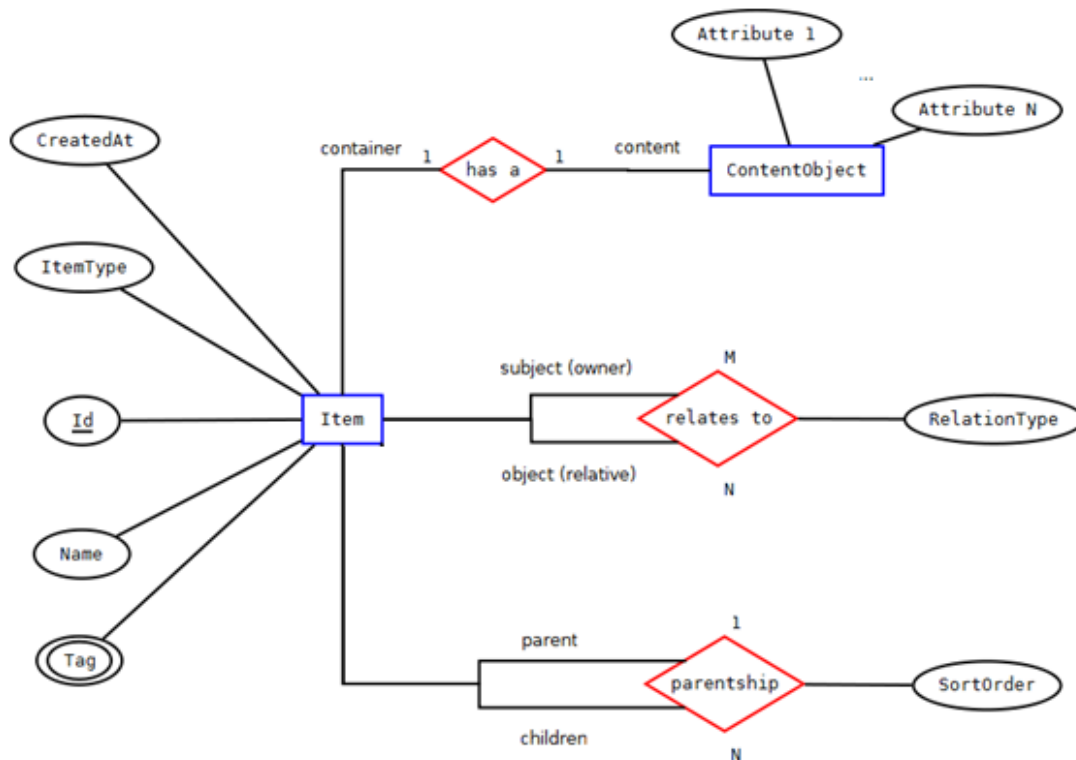 Attribute 1
...
Attribute N
CreatedAt
container
1
has a
1
content
ContentObject
ItemType
subject (owner)
M
Id
Item
relates to
RelationType
object (relative)
N
Name
Tag
parent
1
parentship
SortOrder
children
N